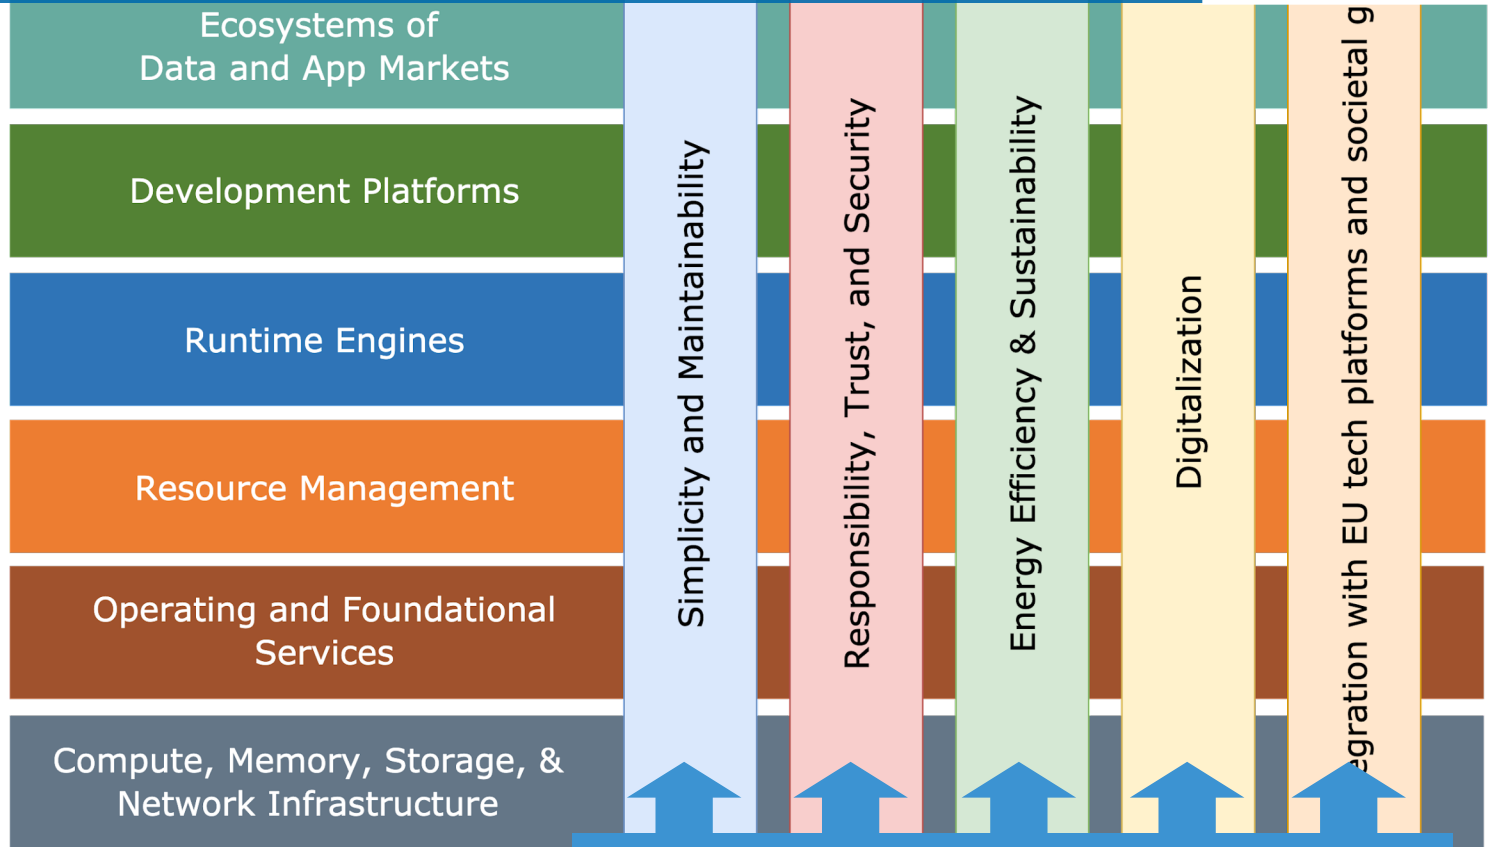 Ecosystems of
Data and App Markets
Development Platforms
Runtime Engines
Resource Management
Operating and Foundational
Services
Compute, Memory, Storage, &
Network Infrastructure
Simplicity and Maintainability
Responsibility, Trust, and Security
Energy Efficiency & Sustainability
Digitalization
with EU tech platforms and societal